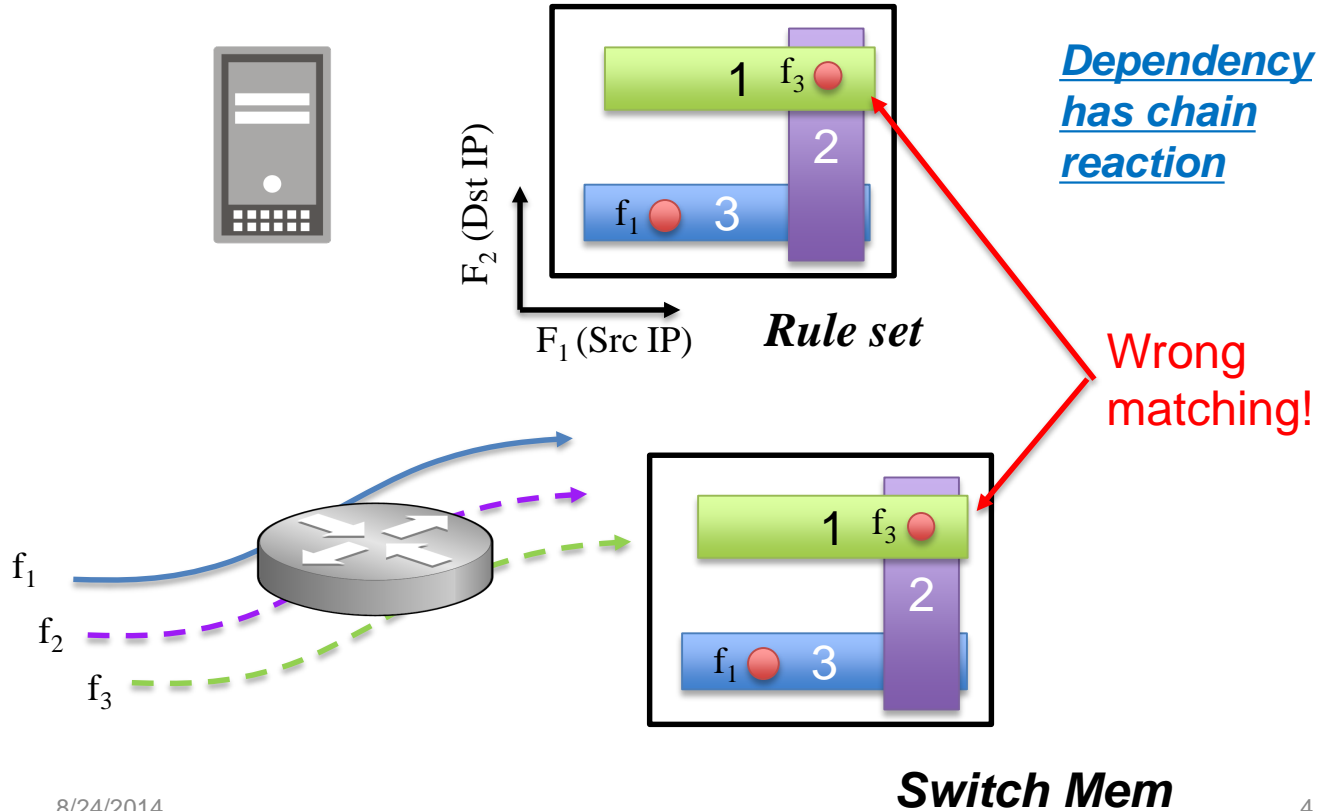 1
f₃
2
f₁
3
F₂ (Dst IP)
F₁ (Src IP)
Rule set
Dependency
has chain
reaction
Wrong
matching!
f₁
f₂
f₃
1
f₃
2
f₁
3
Switch Mem
8/24/2014
4